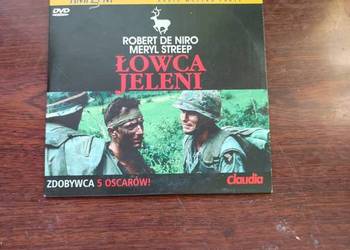 DVD
ROBERT DE NIRO
MERYL STREEP
ŁOWCA
JELENI
ZDOBYWCA 5 OSCARÓW!
Claudia